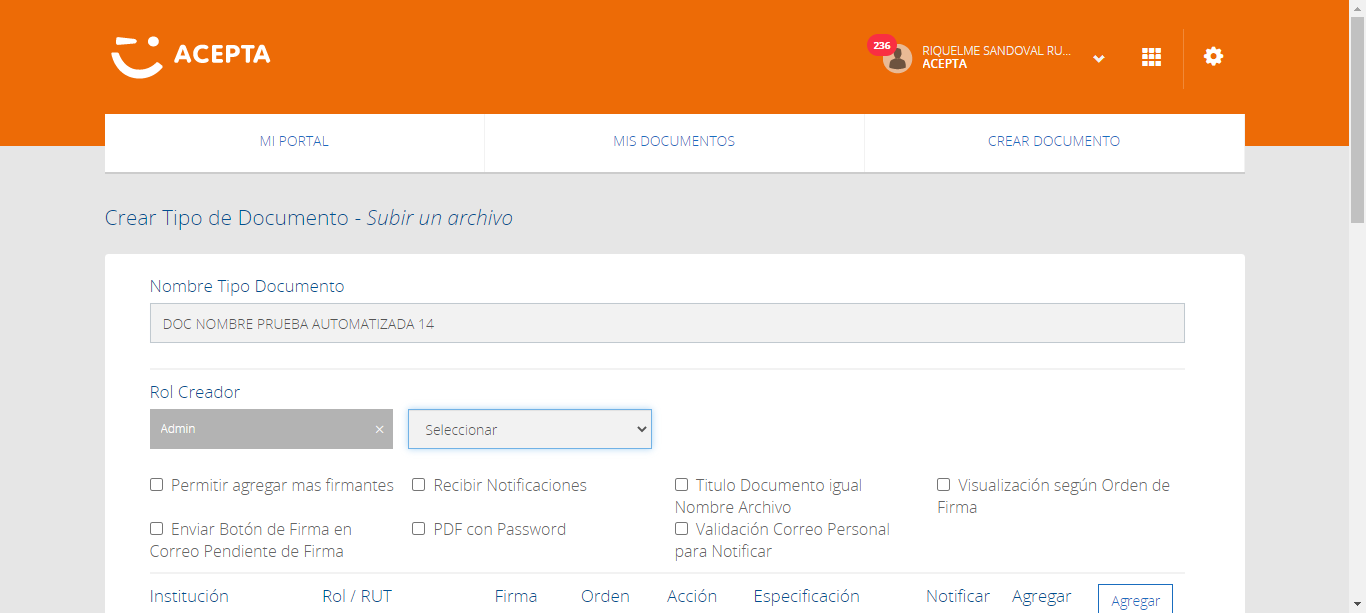 ACEPTA
236
RIQUELME SANDOVAL RU...
ACEPTA
MI PORTAL
MIS DOCUMENTOS
CREAR DOCUMENTO
Crear Tipo de Documento - Subir un archivo
Nombre Tipo Documento
DOC NOMBRE PRUEBA AUTOMATIZADA 14
Rol Creador
Admin ×
Seleccionar
Permitir agregar mas firmantes
Recibir Notificaciones
Titulo Documento igual
Nombre Archivo
Visualización según Orden de
Firma
Enviar Botón de Firma en
Correo Pendiente de Firma
PDF con Password
Validación Correo Personal
para Notificar
Institución Rol / RUT Firma Orden Acción Especificación Notificar Agregar Agregar